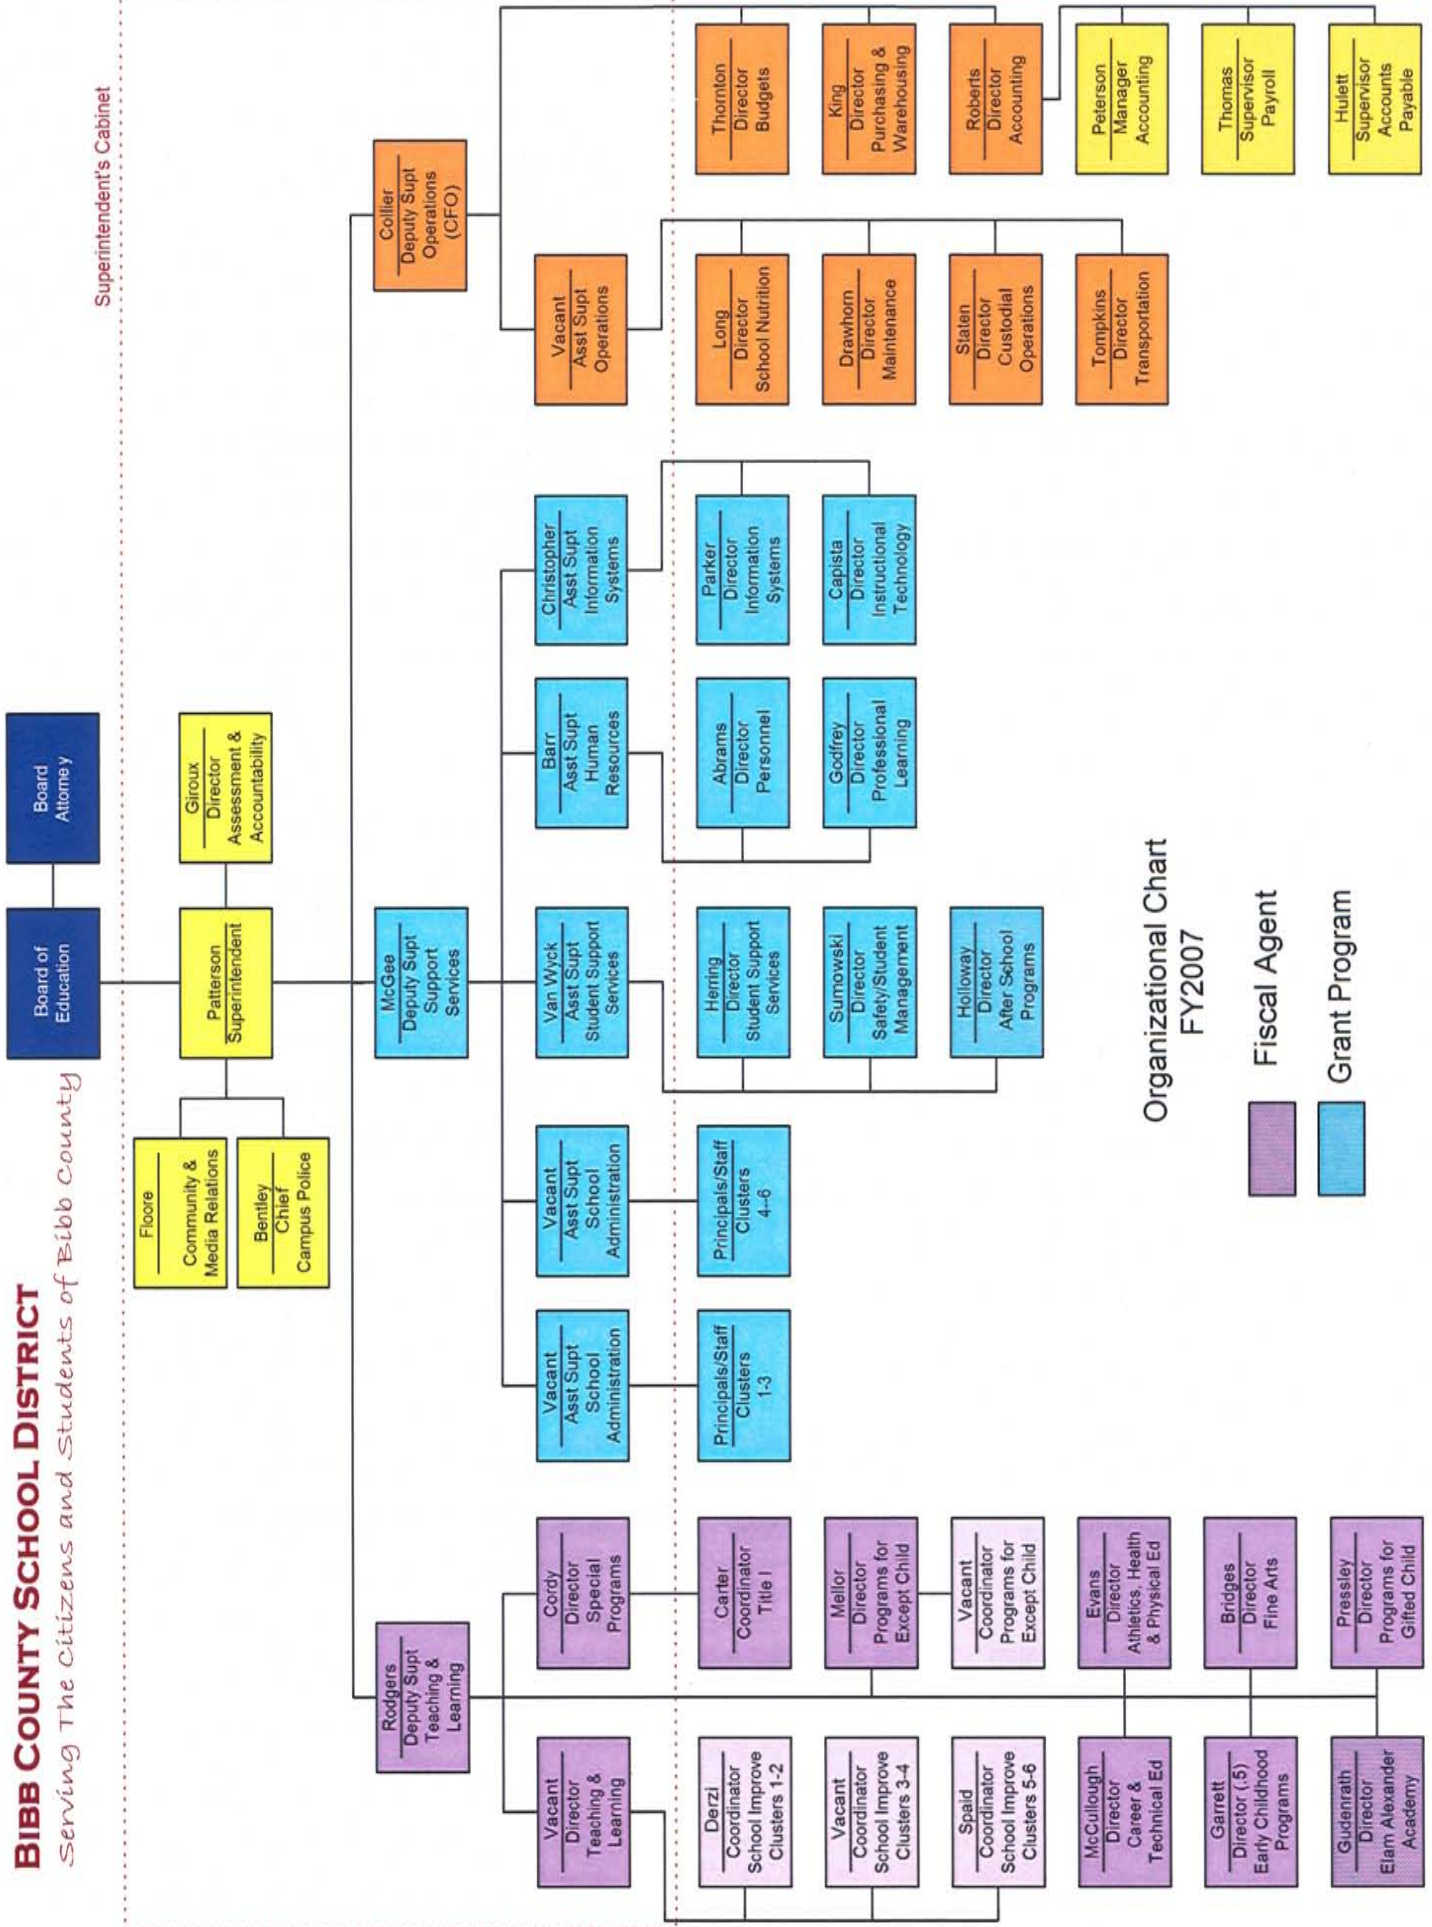 BIBB COUNTY SCHOOL DISTRICT
Serving The Citizens and Students of Bibb County
Board of
Education
Board
Attorney
Superintendent's Cabinet
Floore
Community &
Media Relations
Bentley
Chief
Campus Police
Patterson
Superintendent
Giroux
Director
Assessment &
Accountability
Rodgers
Deputy Supt
Teaching &
Learning
McGee
Deputy Supt
Support
Services
Collier
Deputy Supt
Operations
(CFO)
Vacant
Director
Teaching &
Learning
Cordy
Director
Special
Programs
Vacant
Asst Supt
School
Administration
Vacant
Asst Supt
School
Administration
Van Wyck
Asst Supt
Student Support
Services
Barr
Asst Supt
Human
Resources
Christopher
Asst Supt
Information
Systems
Vacant
Asst Supt
Operations
Derzi
Coordinator
School Improve
Clusters 1-2
Carter
Coordinator
Title I
Principals/Staff
Clusters
1-3
Principals/Staff
Clusters
4-6
Herring
Director
Student Support
Services
Abrams
Director
Personnel
Parker
Director
Information
Systems
Long
Director
School Nutrition
Thornton
Director
Budgets
Vacant
Coordinator
School Improve
Clusters 3-4
Mellor
Director
Programs for
Except Child
Sumowski
Director
Safety/Student
Management
Godfrey
Director
Professional
Learning
Capista
Director
Instructional
Technology
Drawhorn
Director
Maintenance
King
Director
Purchasing &
Warehousing
Spaid
Coordinator
School Improve
Clusters 5-6
Vacant
Coordinator
Programs for
Except Child
Holloway
Director
After School
Programs
Staten
Director
Custodial
Operations
Roberts
Director
Accounting
McCullough
Director
Career &
Technical Ed
Evans
Director
Athletics, Health
& Physical Ed
Tompkins
Director
Transportation
Peterson
Manager
Accounting
Garrett
Director (.5)
Early Childhood
Programs
Bridges
Director
Fine Arts
Thomas
Supervisor
Payroll
Gudenrath
Director
Elam Alexander
Academy
Pressley
Director
Programs for
Gifted Child
Hulett
Supervisor
Accounts
Payable
Organizational Chart
FY2007
Fiscal Agent
Grant Program